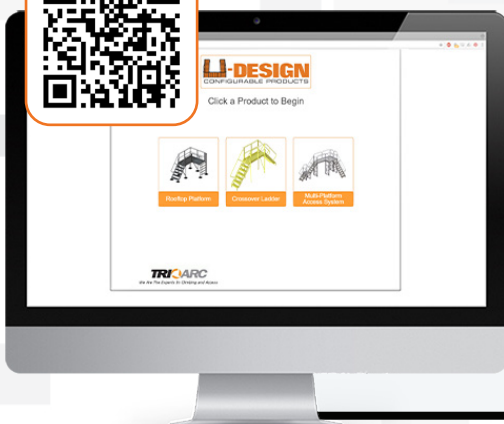 U-DESIGN
CONFIGURABLE PRODUCTS
Click a Product to Begin
Rooftop Platform
Crossover Ladder
Multi-Platform
Access System
TRI ARC
We Are The Experts In Climbing and Access